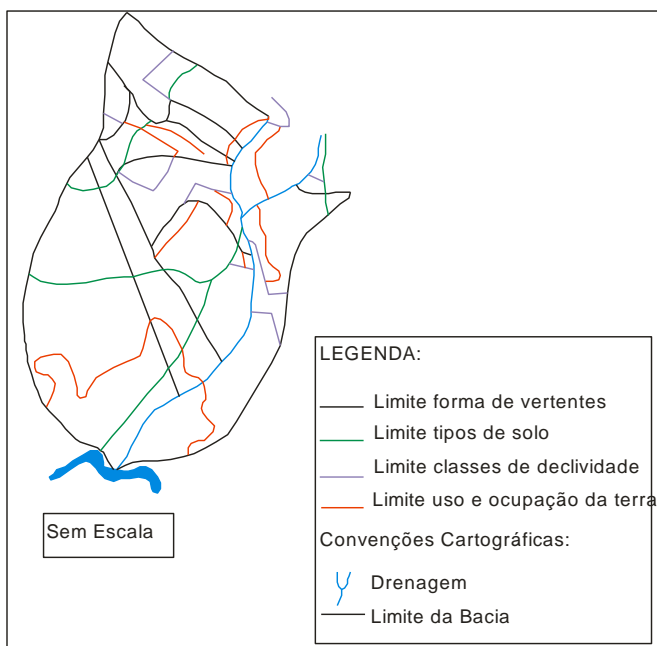 LEGENDA:
Limite forma de vertentes
Limite tipos de solo
Limite classes de declividade
Limite uso e ocupação da terra
Sem Escala
Convenções Cartográficas:
Drenagem
Limite da Bacia